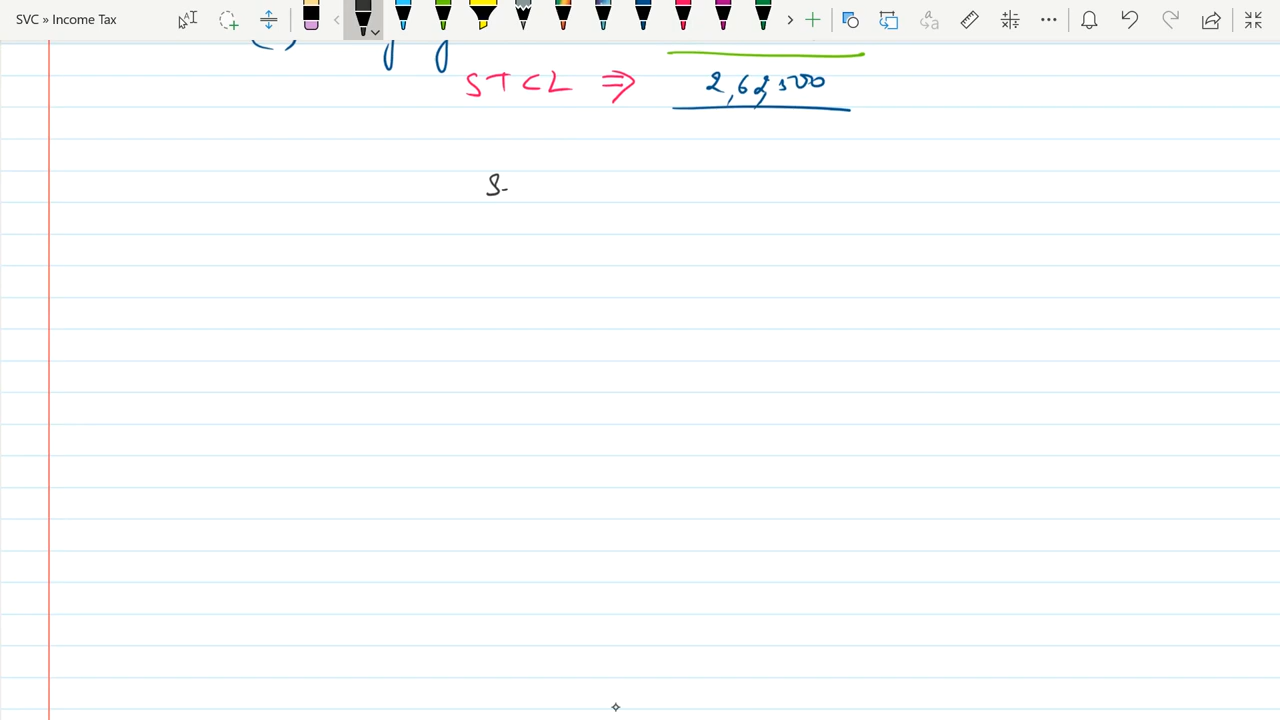 SVC » Income Tax
STCL ⇒ 2,62,500
S-